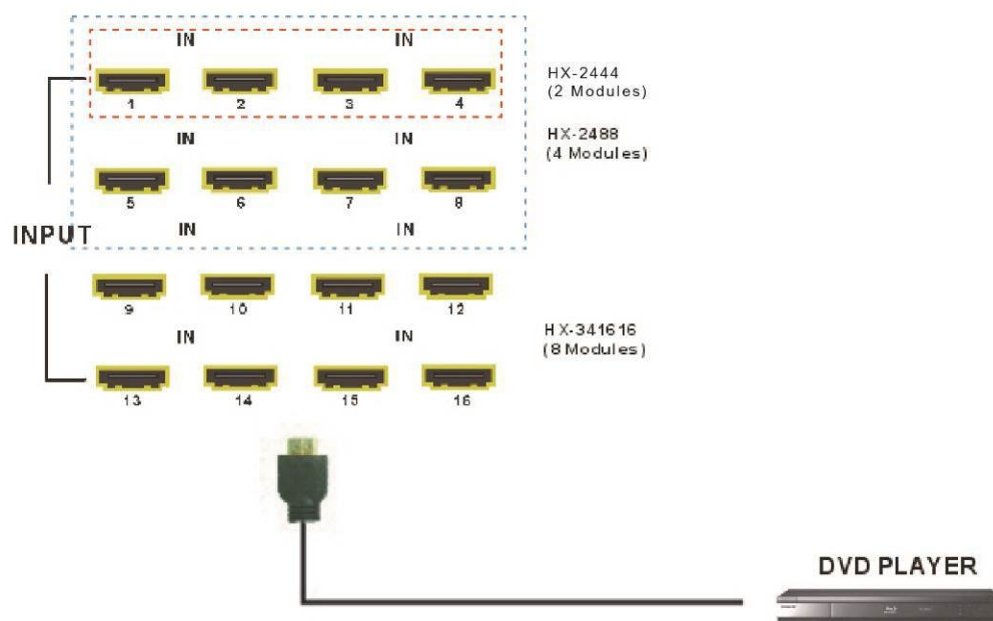 IN IN
1 2 3 4
HX-2444
(2 Modules)
IN IN
HX-2488
(4 Modules)
5 6 7 8
INPUT
IN IN
9 10 11 12
IN IN
HX-341616
(8 Modules)
13 14 15 16
DVD PLAYER